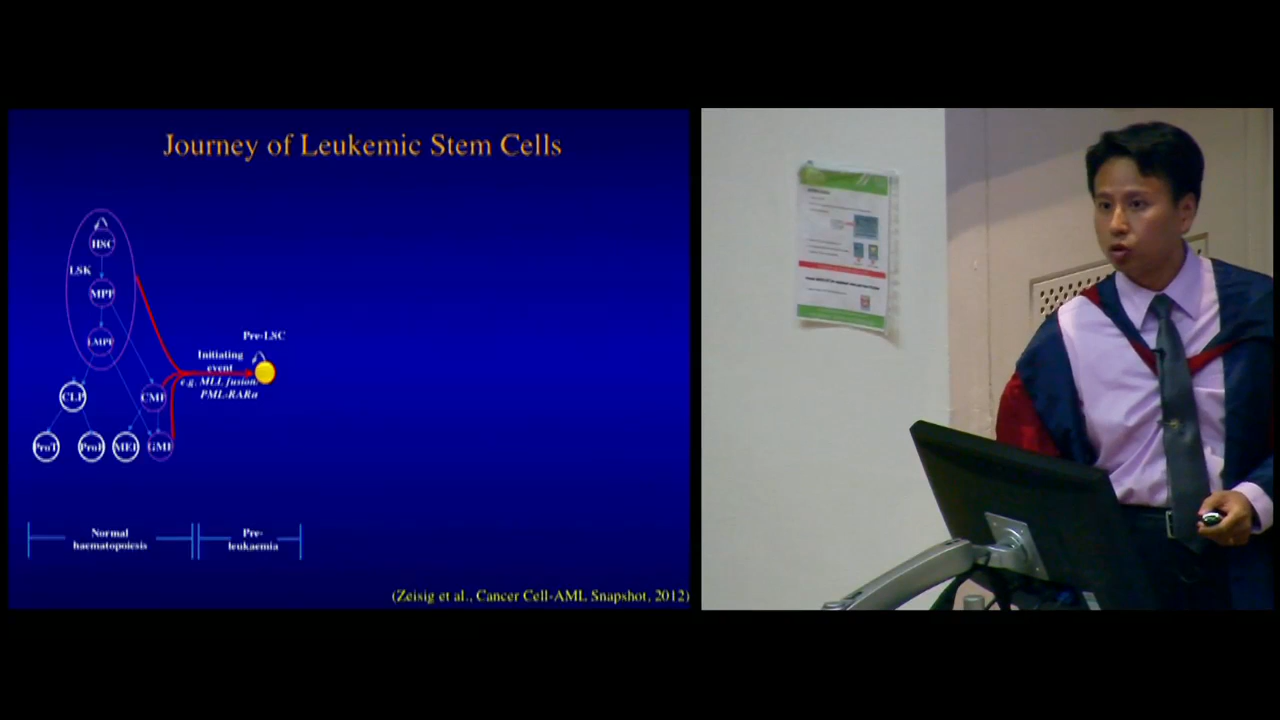 Journey of Leukemic Stem Cells
HSC
LSK
MPP
LMPP
Pre-LSC
Initiating
event
e.g. MLL fusion,
PML-RARα
CLP
CMP
ProT
ProB
MEP
GMP
Normal
haematopoiesis
Pre-
leukaemia
(Zeisig et al., Cancer Cell-AML Snapshot, 2012)